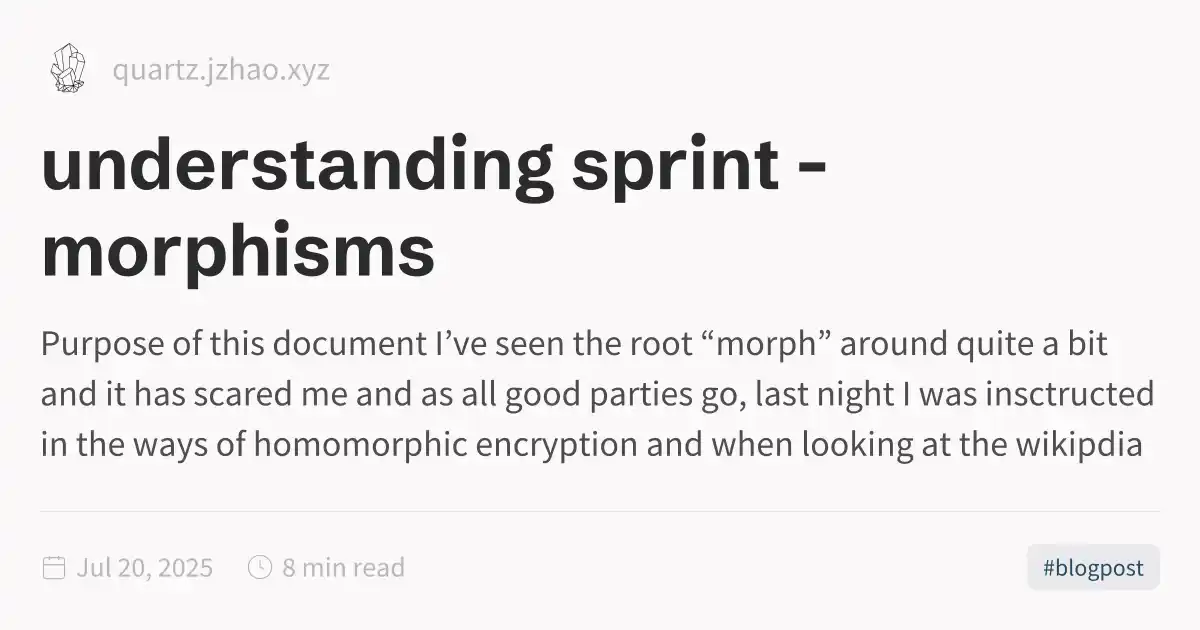 quartz.jzhao.xyz
understanding sprint -
morphisms
Purpose of this document I’ve seen the root “morph” around quite a bit
and it has scared me and as all good parties go, last night I was insctructed
in the ways of homomorphic encryption and when looking at the wikipdia
Jul 20, 2025 8 min read #blogpost